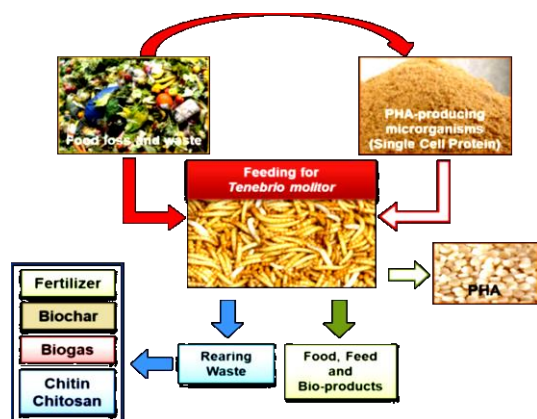 Food loss and waste
PHA-producing
microrganisms
(Single Cell Protein)
Feeding for
Tenebrio molitor
PHA
Fertilizer
Biochar
Biogas
Chitin
Chitosan
Rearing
Waste
Food, Feed
and
Bio-products